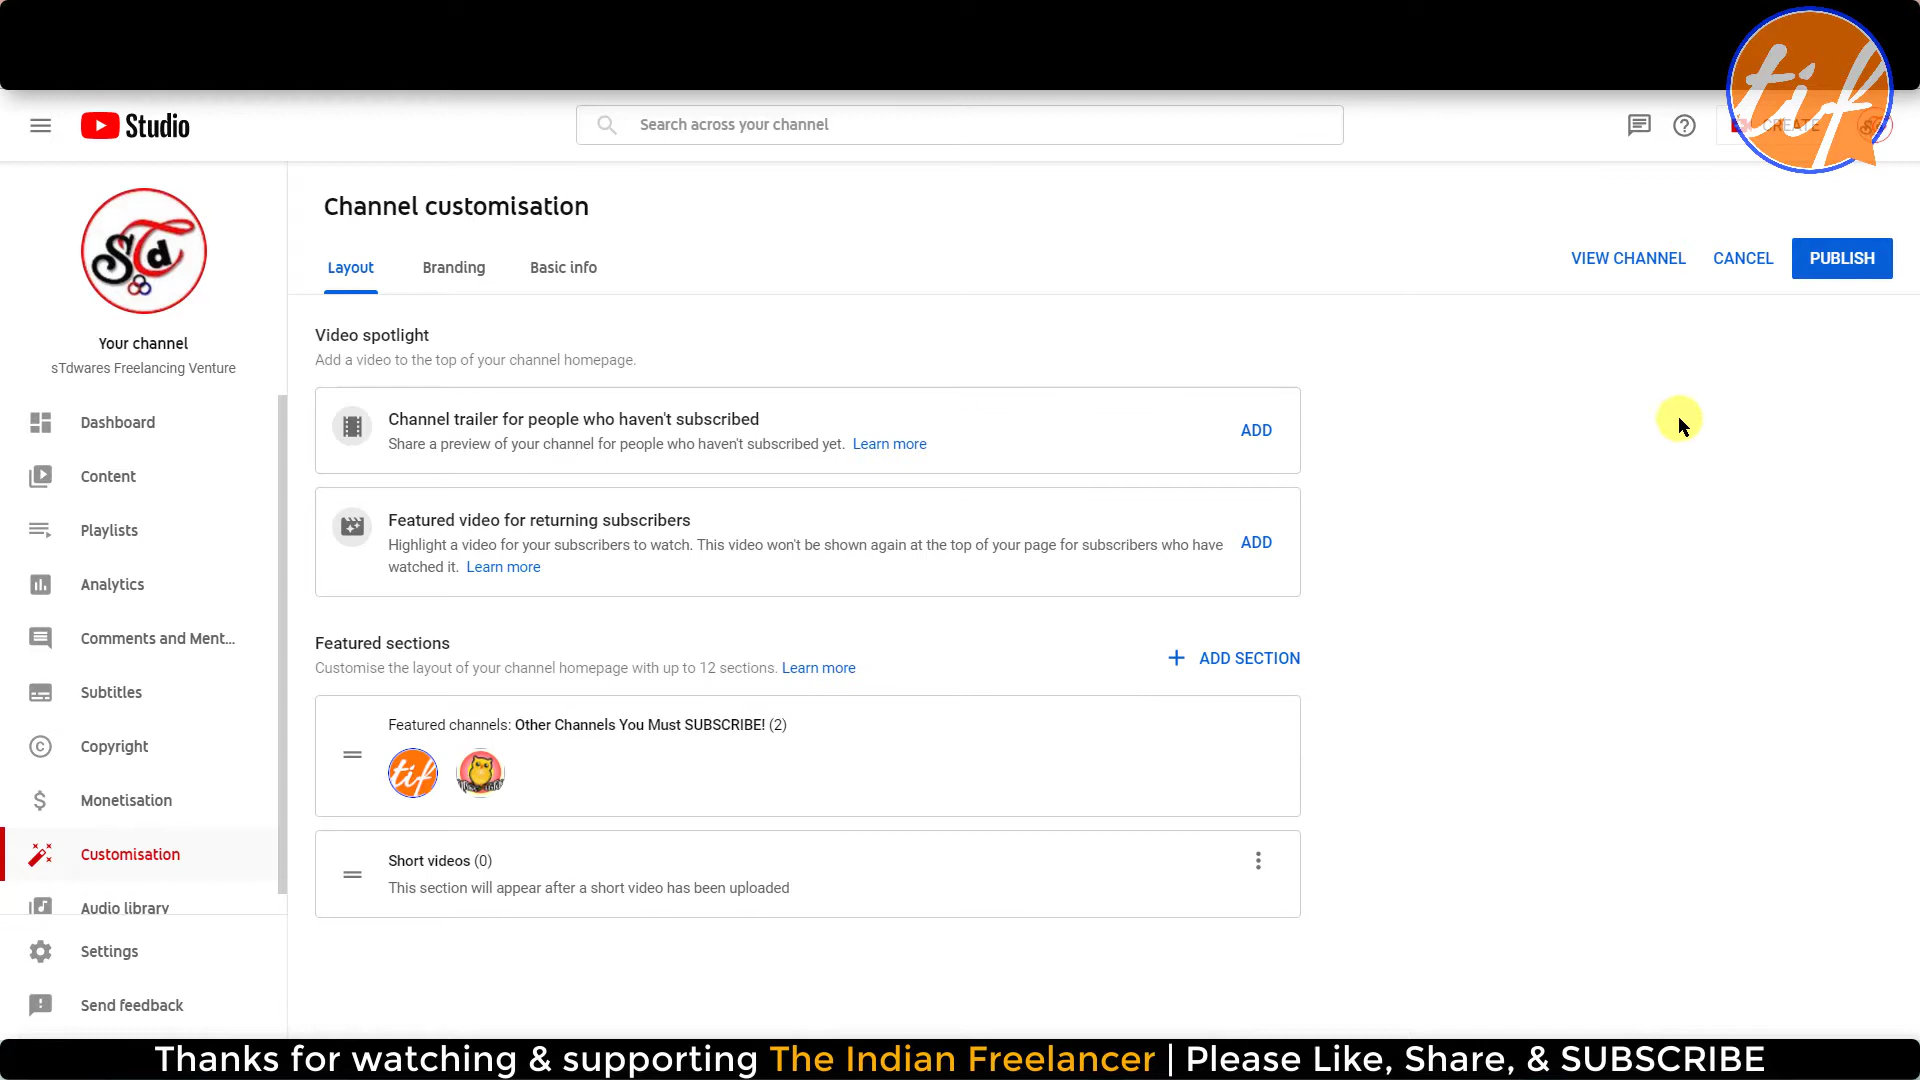 tif
Studio
Search across your channel
CREATE
STd
Your channel
sTdwares Freelancing Venture
Dashboard
Content
Playlists
Analytics
Comments and Ment...
Subtitles
Copyright
Monetisation
Customisation
Audio library
Settings
Send feedback
Channel customisation
Layout
Branding
Basic info
VIEW CHANNEL
CANCEL
PUBLISH
Video spotlight
Add a video to the top of your channel homepage.
Channel trailer for people who haven't subscribed
Share a preview of your channel for people who haven't subscribed yet. Learn more
ADD
Featured video for returning subscribers
Highlight a video for your subscribers to watch. This video won't be shown again at the top of your page for subscribers who have
watched it. Learn more
ADD
Featured sections
Customise the layout of your channel homepage with up to 12 sections. Learn more
+ ADD SECTION
Featured channels: Other Channels You Must SUBSCRIBE! (2)
tif
Short videos (0)
This section will appear after a short video has been uploaded
Thanks for watching & supporting The Indian Freelancer | Please Like, Share, & SUBSCRIBE